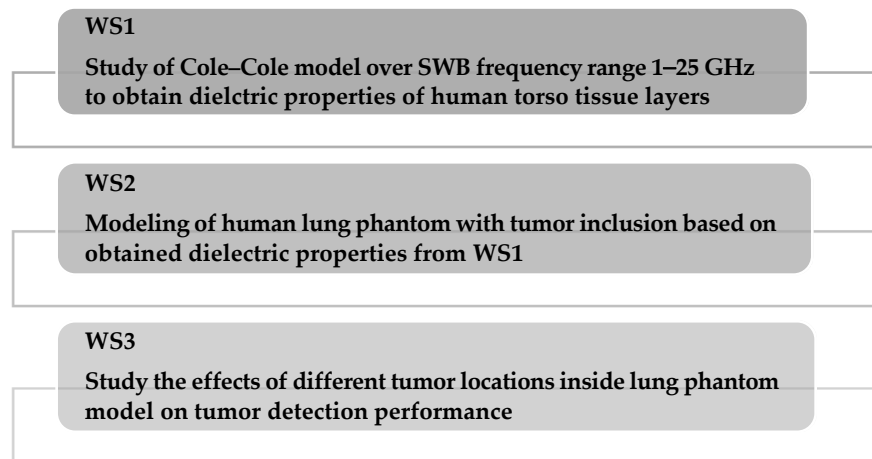 WS1
Study of Cole–Cole model over SWB frequency range 1–25 GHz
to obtain dielctric properties of human torso tissue layers
WS2
Modeling of human lung phantom with tumor inclusion based on
obtained dielectric properties from WS1
WS3
Study the effects of different tumor locations inside lung phantom
model on tumor detection performance